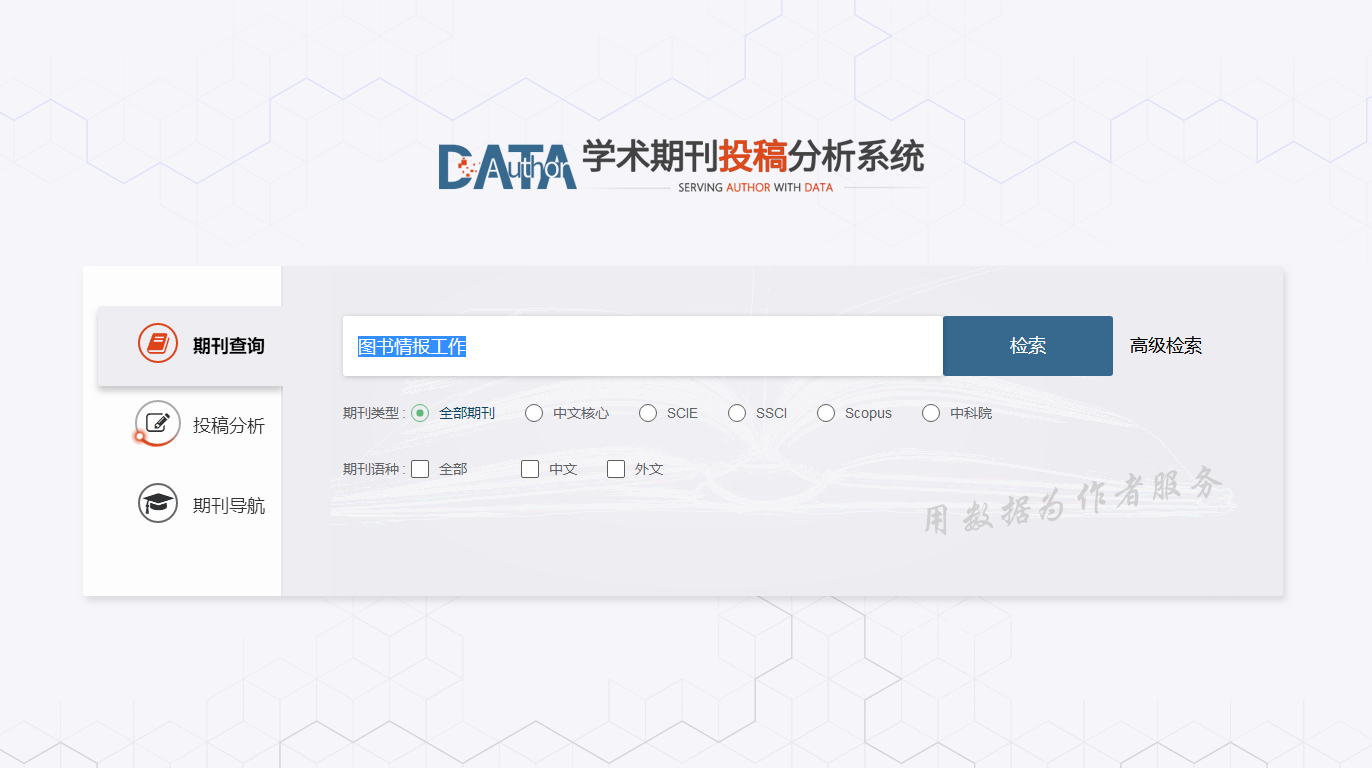 DATA Author 学术期刊投稿分析系统
SERVING AUTHOR WITH DATA
期刊查询
投稿分析
期刊导航
图书情报工作 检索 高级检索
期刊类型 : 全部期刊 中文核心 SCIE SSCI Scopus 中科院
期刊语种 : 全部 中文 外文
用数据为作者服务